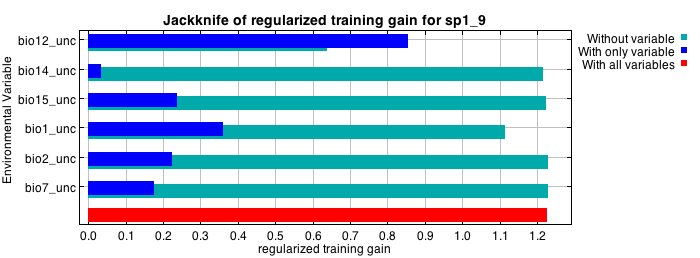 Jackknife of regularized training gain for sp1_9
Environmental Variable
bio12_unc
bio14_unc
bio15_unc
bio1_unc
bio2_unc
bio7_unc
Without variable
With only variable
With all variables
0.0 0.1 0.2 0.3 0.4 0.5 0.6 0.7 0.8 0.9 1.0 1.1 1.2
regularized training gain